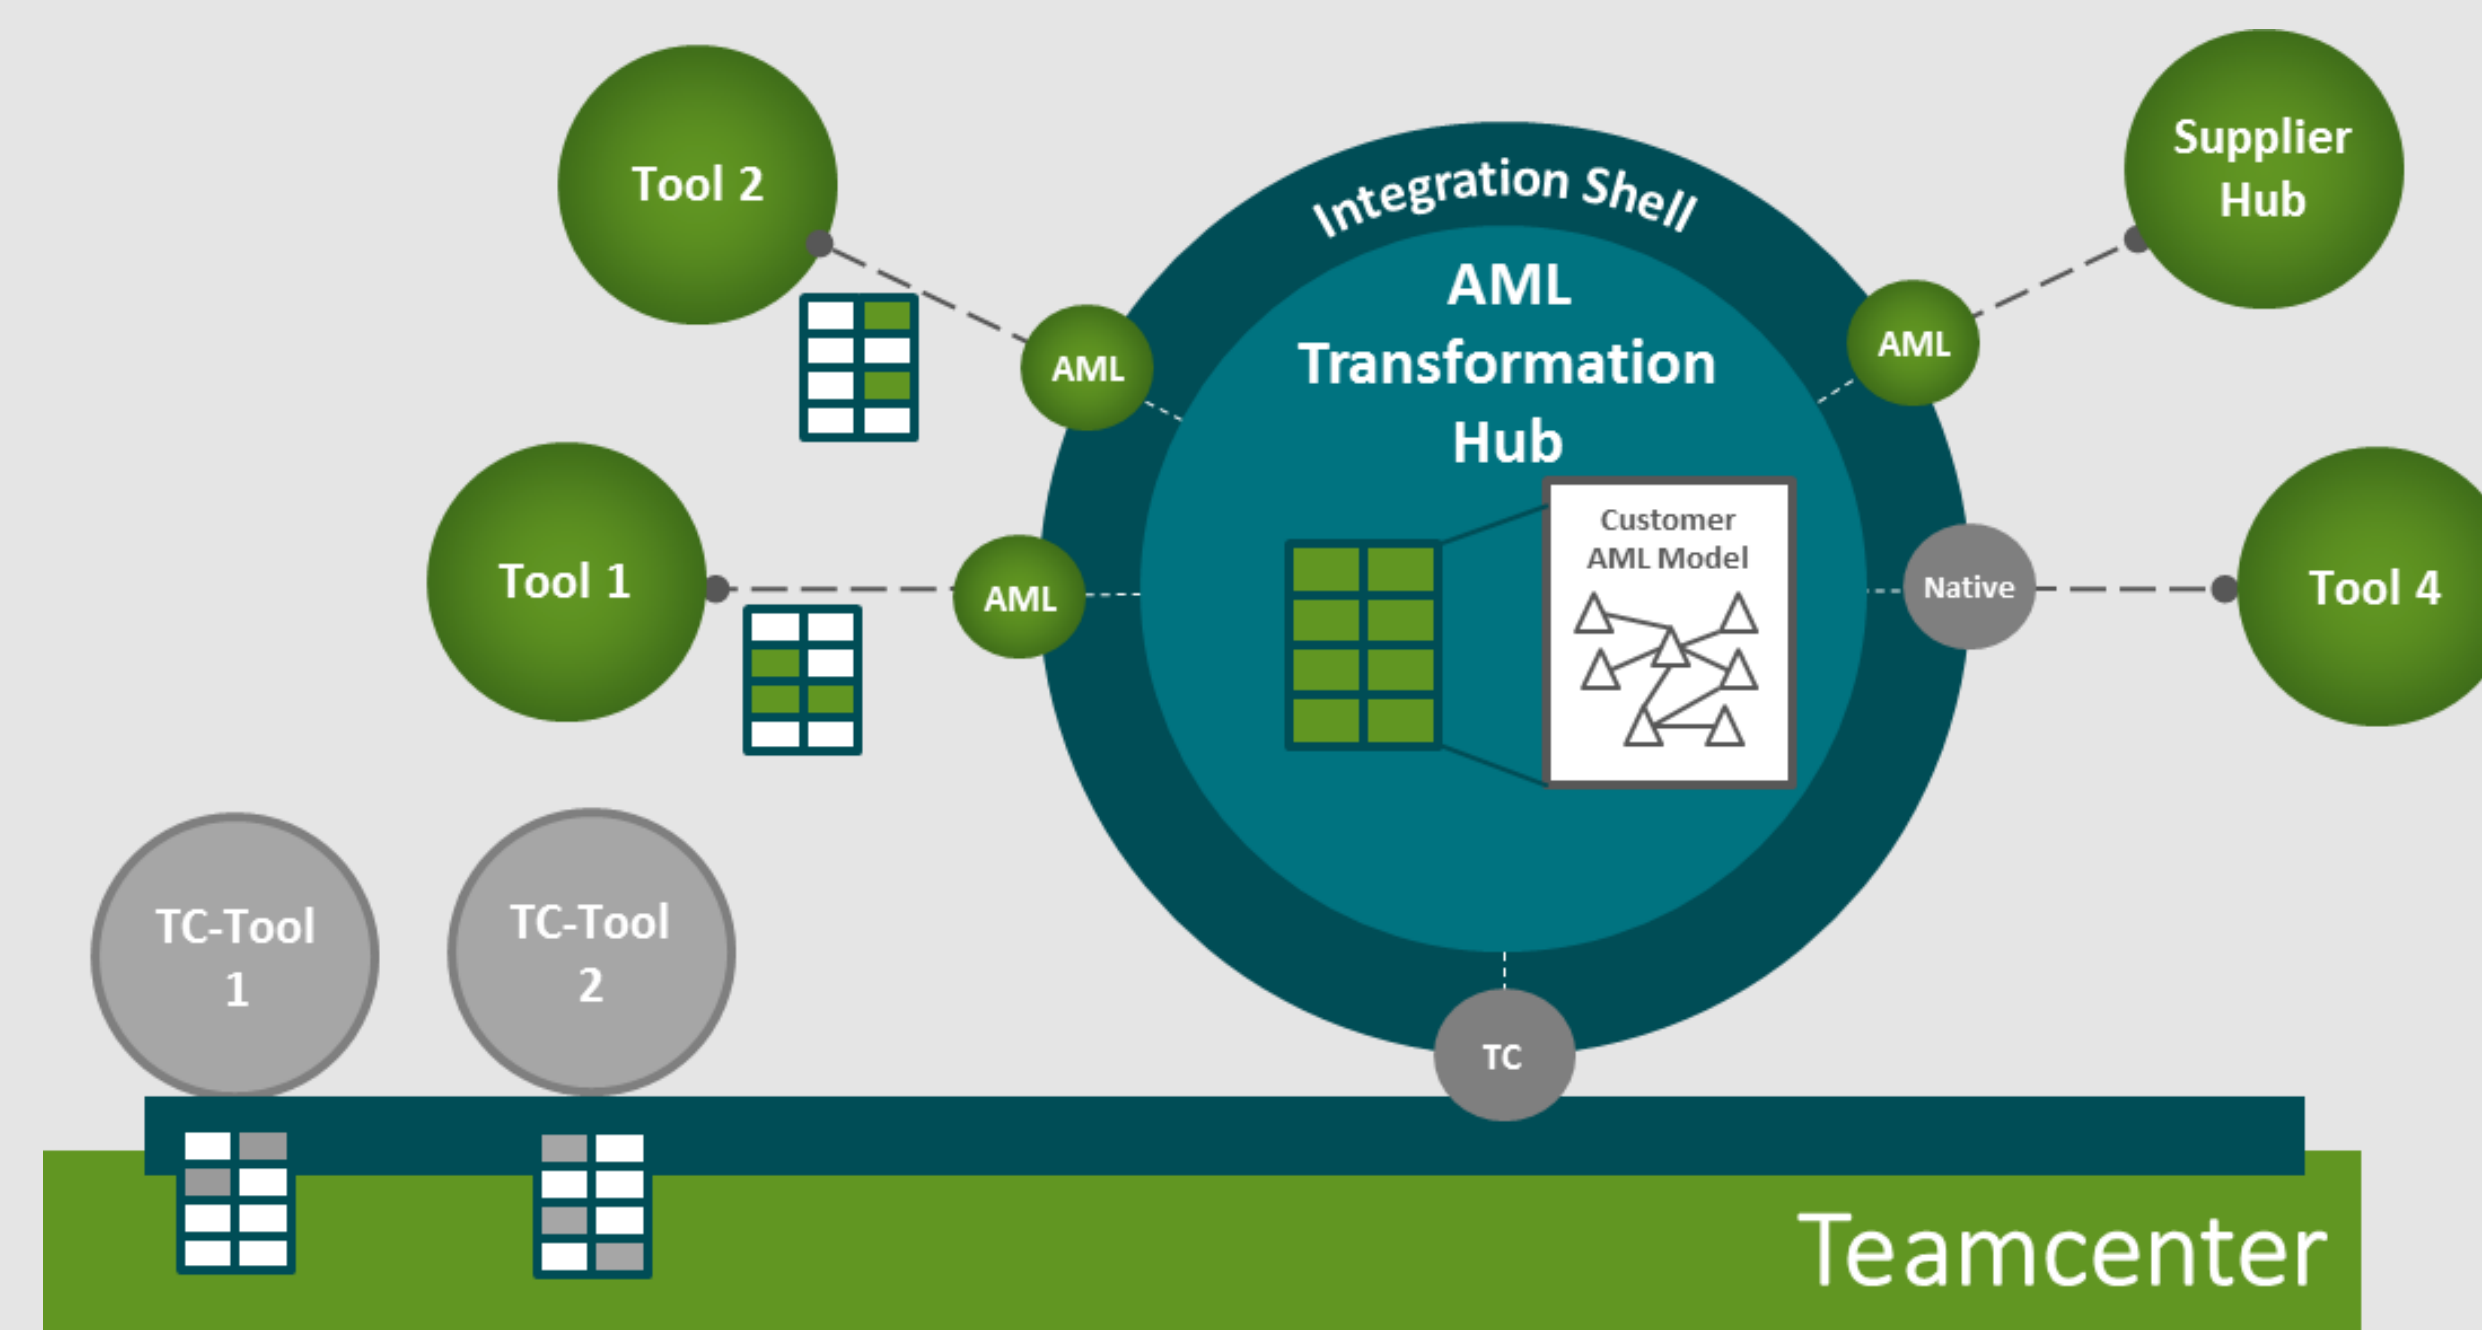 Tool 2
Supplier
Hub
Integration Shell
AML
Transformation
Hub
AML
AML
Customer
AML Model
Tool 1
AML
Native
Tool 4
TC-Tool
1
TC-Tool
2
TC
Teamcenter